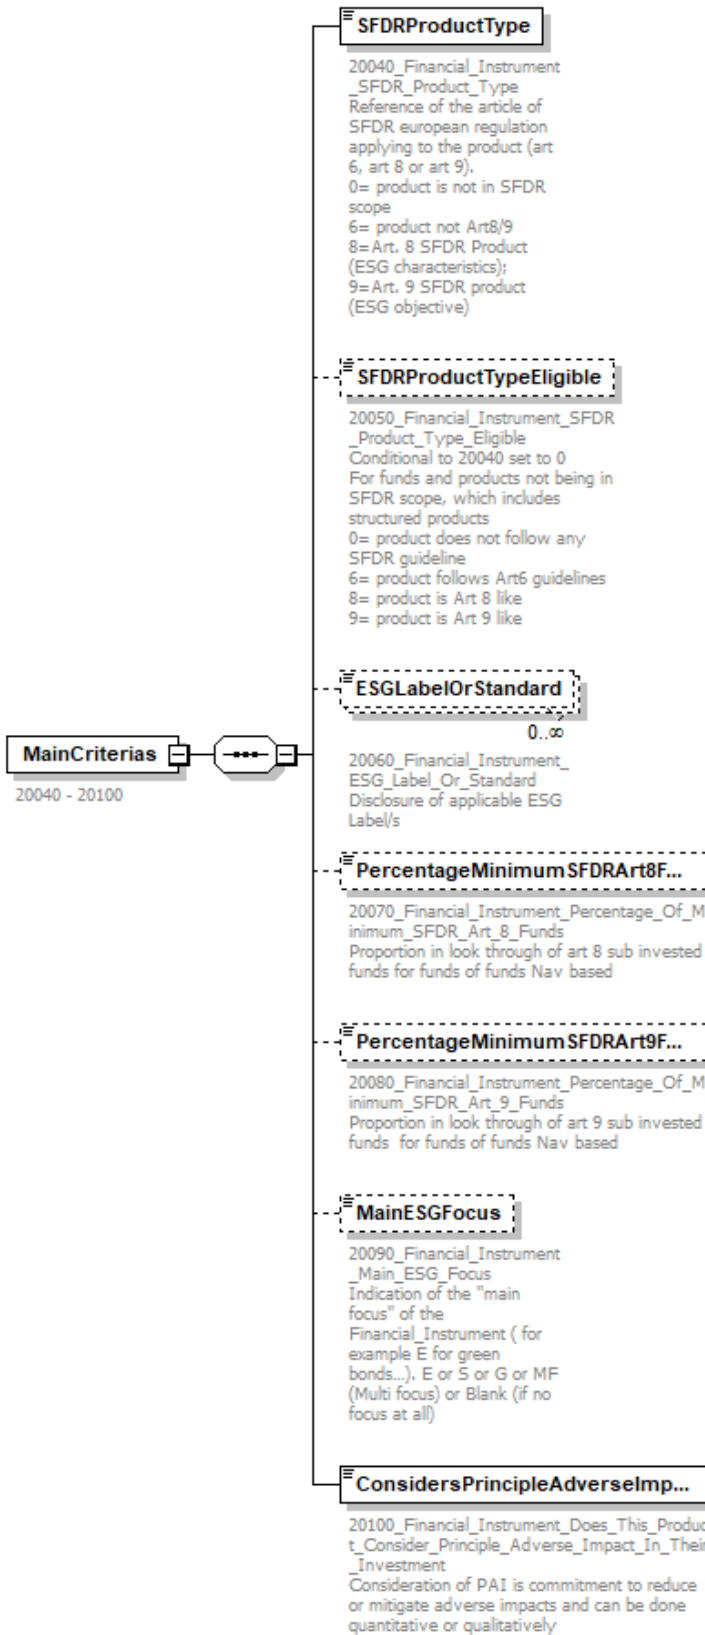 SFDRProductType
20040_Financial_Instrument
_SFDR_Product_Type
Reference of the article of
SFDR european regulation
applying to the product (art
6, art 8 or art 9).
0= product is not in SFDR
scope
6= product not Art8/9
8=Art. 8 SFDR Product
(ESG characteristics);
9=Art. 9 SFDR product
(ESG objective)
SFDRProductTypeEligible
20050_Financial_Instrument_SFDR
_Product_Type_Eligible
Conditional to 20040 set to 0
For funds and products not being in
SFDR scope, which includes
structured products
0= product does not follow any
SFDR guideline
6= product follows Art6 guidelines
8= product is Art 8 like
9= product is Art 9 like
ESGLabelOrStandard
0..∞
20060_Financial_Instrument_
ESG_Label_Or_Standard
Disclosure of applicable ESG
Label/s
MainCriterias
20040 - 20100
PercentageMinimumSFDRArt8F...
20070_Financial_Instrument_Percentage_Of_M
inimum_SFDR_Art_8_Funds
Proportion in look through of art 8 sub invested
funds for funds of funds Nav based
PercentageMinimumSFDRArt9F...
20080_Financial_Instrument_Percentage_Of_M
inimum_SFDR_Art_9_Funds
Proportion in look through of art 9 sub invested
funds  for funds of funds Nav based
MainESGFocus
20090_Financial_Instrument
_Main_ESG_Focus
Indication of the "main
focus" of the
Financial_Instrument ( for
example E for green
bonds...). E or S or G or MF
(Multi focus) or Blank (if no
focus at all)
ConsidersPrincipleAdverseImp...
20100_Financial_Instrument_Does_This_Produc
t_Consider_Principle_Adverse_Impact_In_Their
_Investment
Consideration of PAI is commitment to reduce
or mitigate adverse impacts and can be done
quantitative or qualitatively